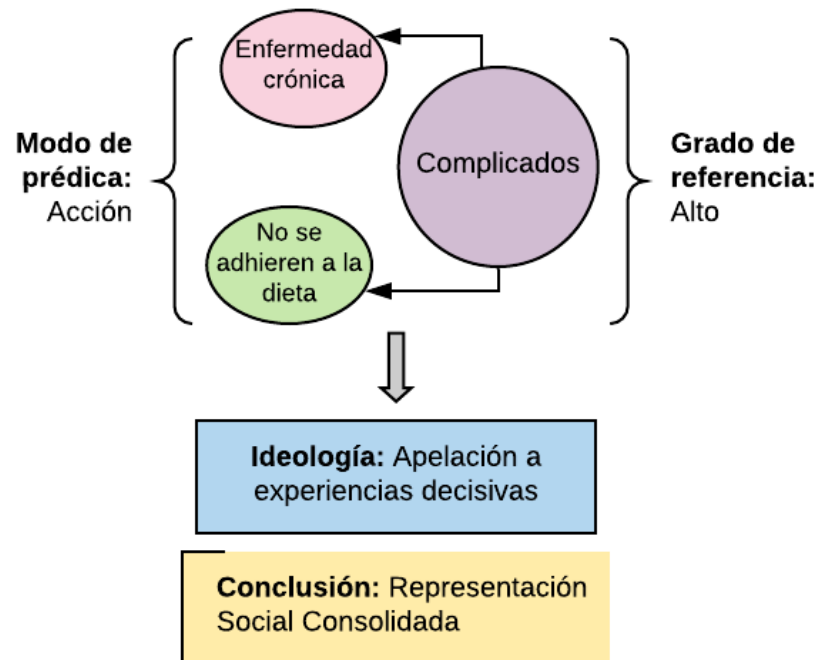 Enfermedad
crónica
Complicados
Modo de
prédica:
Acción
Grado de
referencia:
Alto
No se
adhieren a la
dieta
Ideología: Apelación a
experiencias decisivas
Conclusión: Representación
Social Consolidada